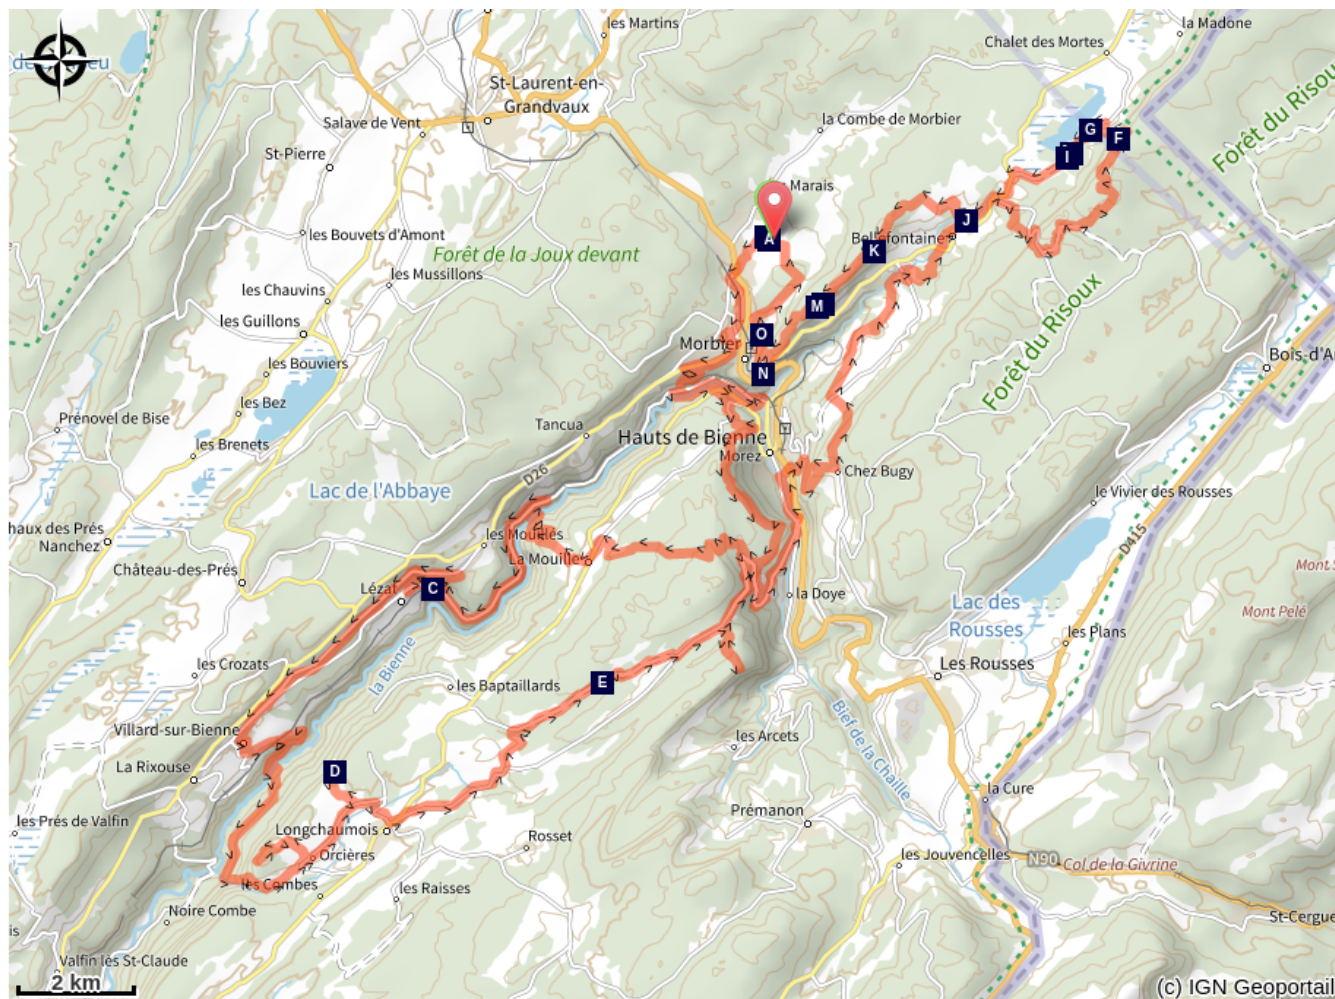 les Martins
la Madone
Chalet des Mortes
St-Laurent-en-
Grandvaux
Salave de Vent
la Combe de Morbier
Forêt du Risou
St-Pierre
G
F
I
Marais
A
J
les Bouvets d'Amont
Bellefontaine
K
Forêt de la Joux devant
les Mussillons
les Chauvins
les Guillons
M
Forêt du Risoux
O
Morbier
les Bouviers
N
Bois-d'A
les Bez
Prénovel de Bise
Tancua
Hauts de Bienne
les Brenets
Morez
D26
Chez Bugy
Lac de l'Abbaye
le Vivier des Rousses
haux des Prés
Nanchez
les Mouillés
D415
La Mouille
Château-des-Prés
Mont S
Lézat
C
la Doye
Lac des
Rousses
Mont Pelé
les Plans
les Crozats
la Bienne
Les Rousses
les Baptaillards
E
Villard-sur-Bienne
Bief de la Chaille
les Arcets
La Rixouse
D
la Cure
Prémanon
les Prés de Valfin
Longchaumois
Rosset
Orcières
les Jouvencelles
N90
Col de la Givrine
les Combes
les Raisses
Noire Combe
St-Cergue
is
Valfin lès St-Claude
2 km
(c) IGN Geoportail